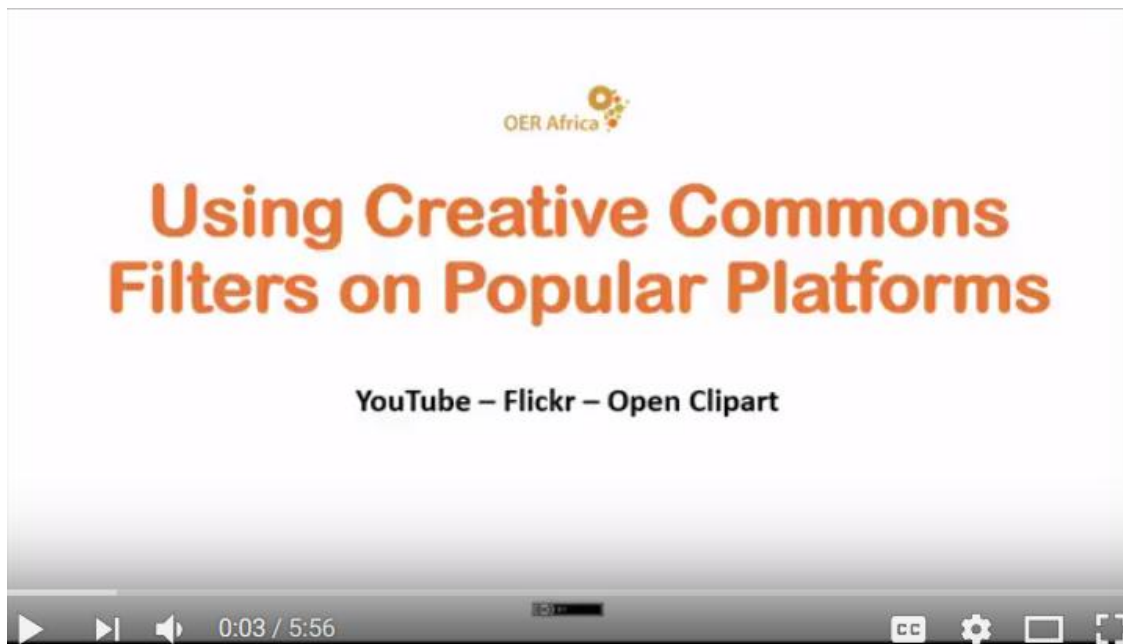 OER Africa
Using Creative Commons
Filters on Popular Platforms
YouTube – Flickr – Open Clipart
0:03 / 5:56
CC